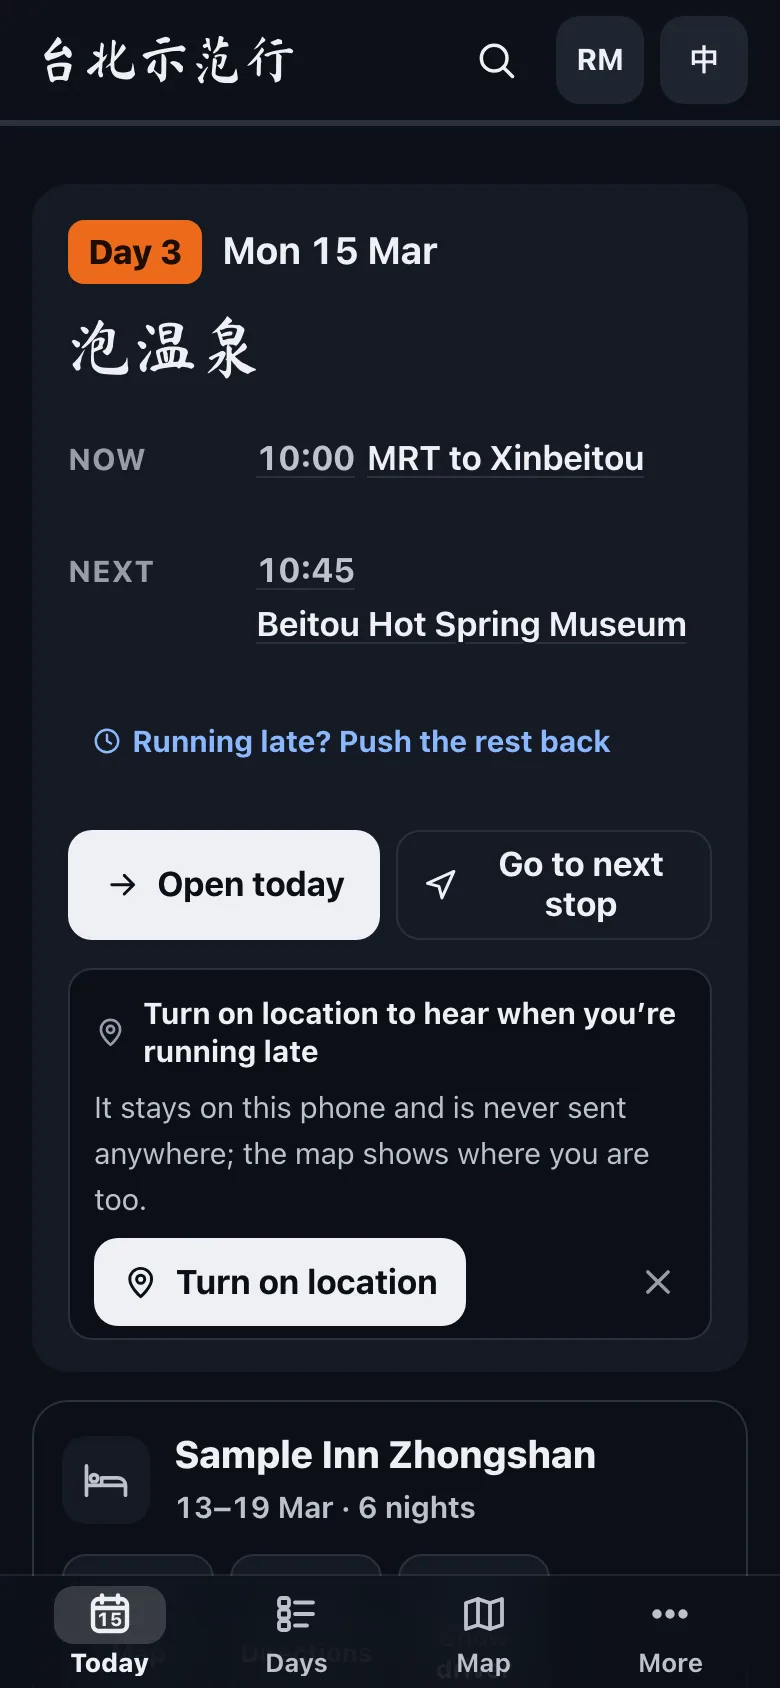 台北示范行
RM
中
Day 3
Mon 15 Mar
泡温泉
NOW
10:00 MRT to Xinbeitou
NEXT
10:45
Beitou Hot Spring Museum
Running late? Push the rest back
Open today
Go to next
stop
Turn on location to hear when you’re
running late
It stays on this phone and is never sent
anywhere; the map shows where you are
too.
Turn on location
Sample Inn Zhongshan
13–19 Mar · 6 nights
Directions
driver
15
Today
Days
Map
More